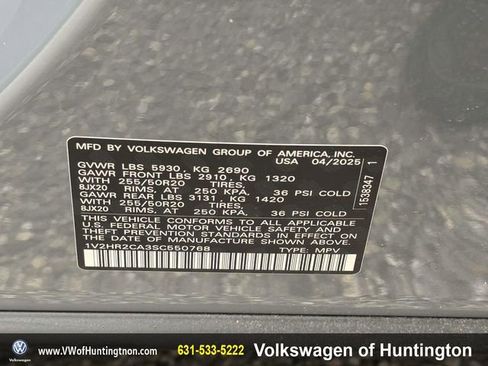 MFD BY VOLKSWAGEN GROUP OF AMERICA, INC.
USA 04/2025
GVWR LBS 5930, KG 2690
GAWR FRONT LBS 2910, KG 1320
WITH 255/50R20 TIRES,
8JX20 RIMS, AT 250 KPA, 36 PSI COLD
GAWR REAR LBS 3131, KG 1420
WITH 255/50R20 TIRES,
8JX20 RIMS, AT 250 KPA, 36 PSI COLD
THIS VEHICLE CONFORMS TO ALL APPLICABLE
U.S. FEDERAL MOTOR VEHICLE SAFETY AND
THEFT PREVENTION STANDARDS IN EFFECT
ON THE DATE OF MANUFACTURE SHOWN ABOVE.
1V2HR2CA3SC550768 TYPE: MPV
1538347 1
www.VWofHuntingtnon.com
631-533-5222
Volkswagen of Huntington
Volkswagen